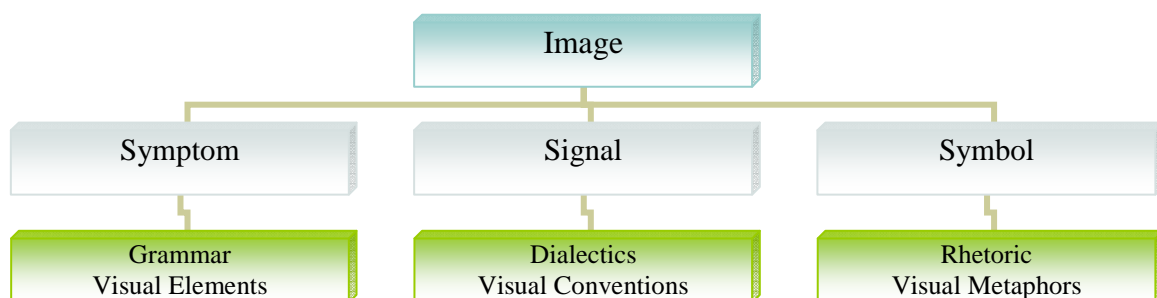 Image
Symptom
Signal
Symbol
Grammar
Visual Elements
Dialectics
Visual Conventions
Rhetoric
Visual Metaphors